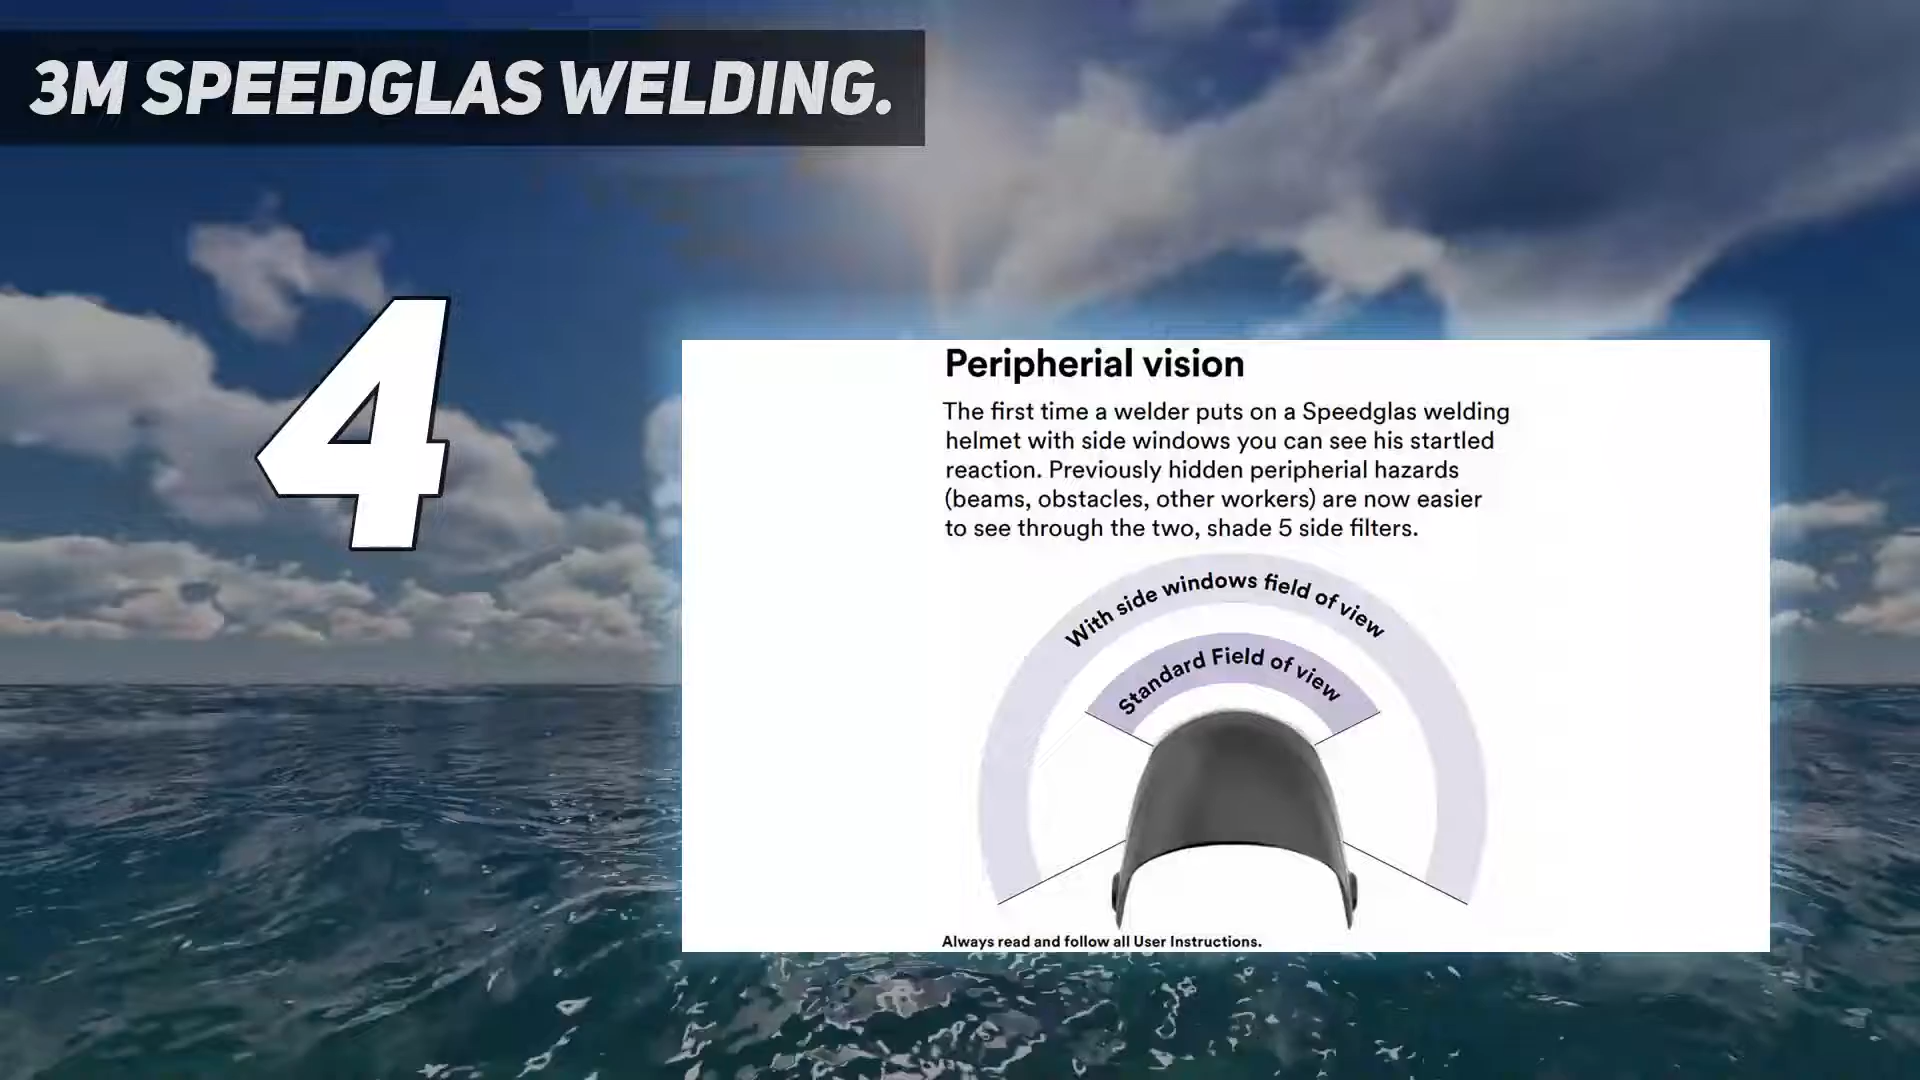 3M SPEEDGLAS WELDING.
4
Peripherial vision
The first time a welder puts on a Speedglas welding
helmet with side windows you can see his startled
reaction. Previously hidden peripherial hazards
(beams, obstacles, other workers) are now easier
to see through the two, shade 5 side filters.
With side windows field of view
Standard Field of view
Always read and follow all User Instructions.